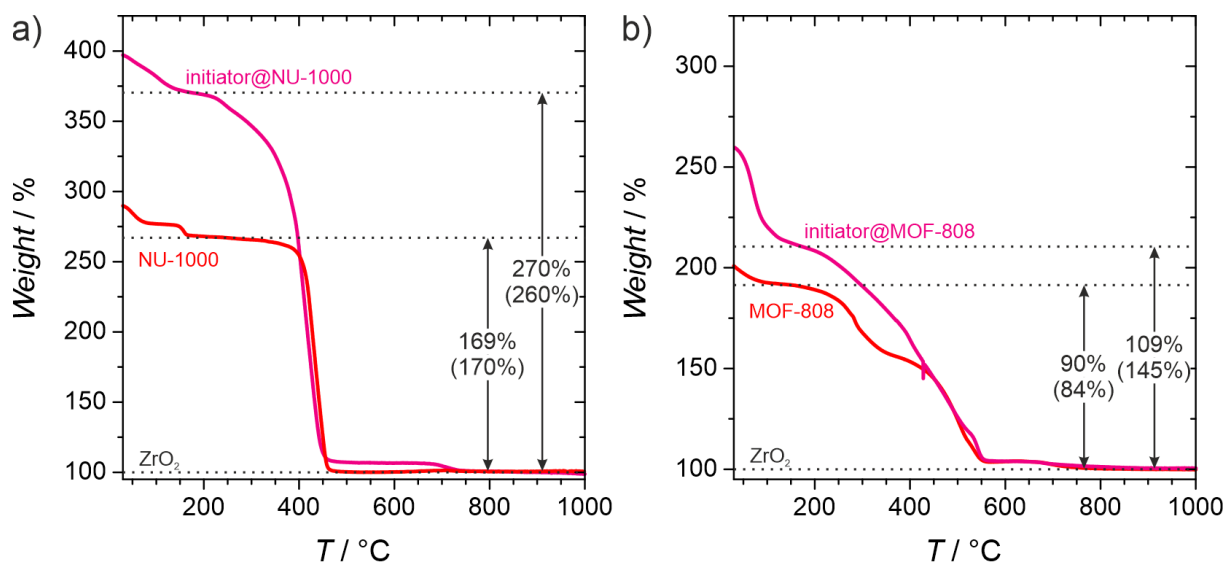 a)
Weight / %
400
350
300
250
200
150
100
initiator@NU-1000
NU-1000
270%
(260%)
169%
(170%)
ZrO₂
200
400
600
800
1000
T / °C
b)
Weight / %
300
250
200
150
100
initiator@MOF-808
MOF-808
109%
(145%)
90%
(84%)
ZrO₂
200
400
600
800
1000
T / °C